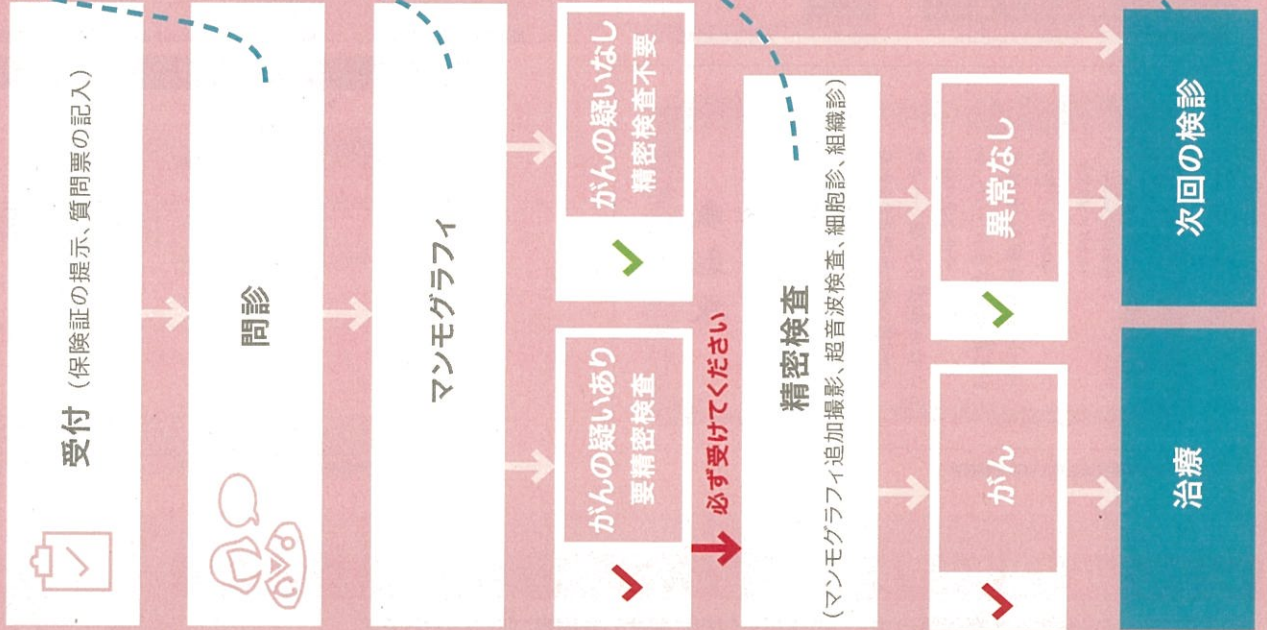 受付（保険証の提示、質問票の記入）
問診
マンモグラフィ
がんの疑いあり
要精密検査
がんの疑いなし
精密検査不要
必ず受けてください
精密検査
（マンモグラフィ追加撮影、超音波検査、細胞診、組織診）
がん
異常なし
治療
次回の検診